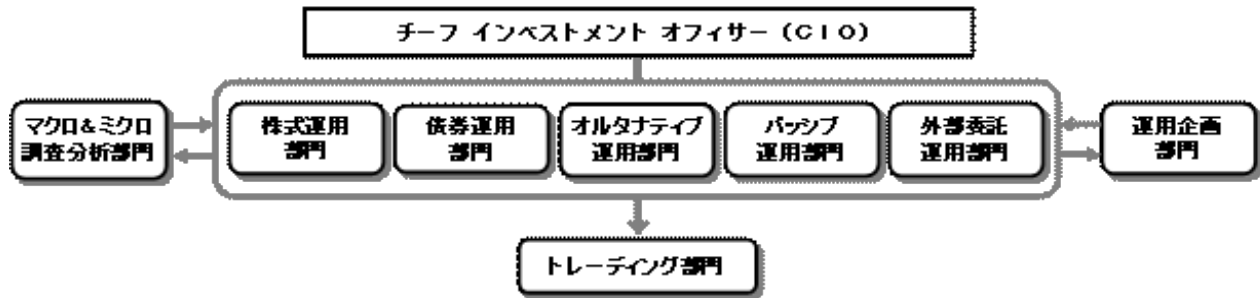 チーフ インベストメント オフィサー (CIO)
マクロ&ミクロ
調査分析部門
株式運用
部門
債券運用
部門
オルタナティブ
運用部門
パッシブ
運用部門
外部委託
運用部門
運用企画
部門
トレーディング部門